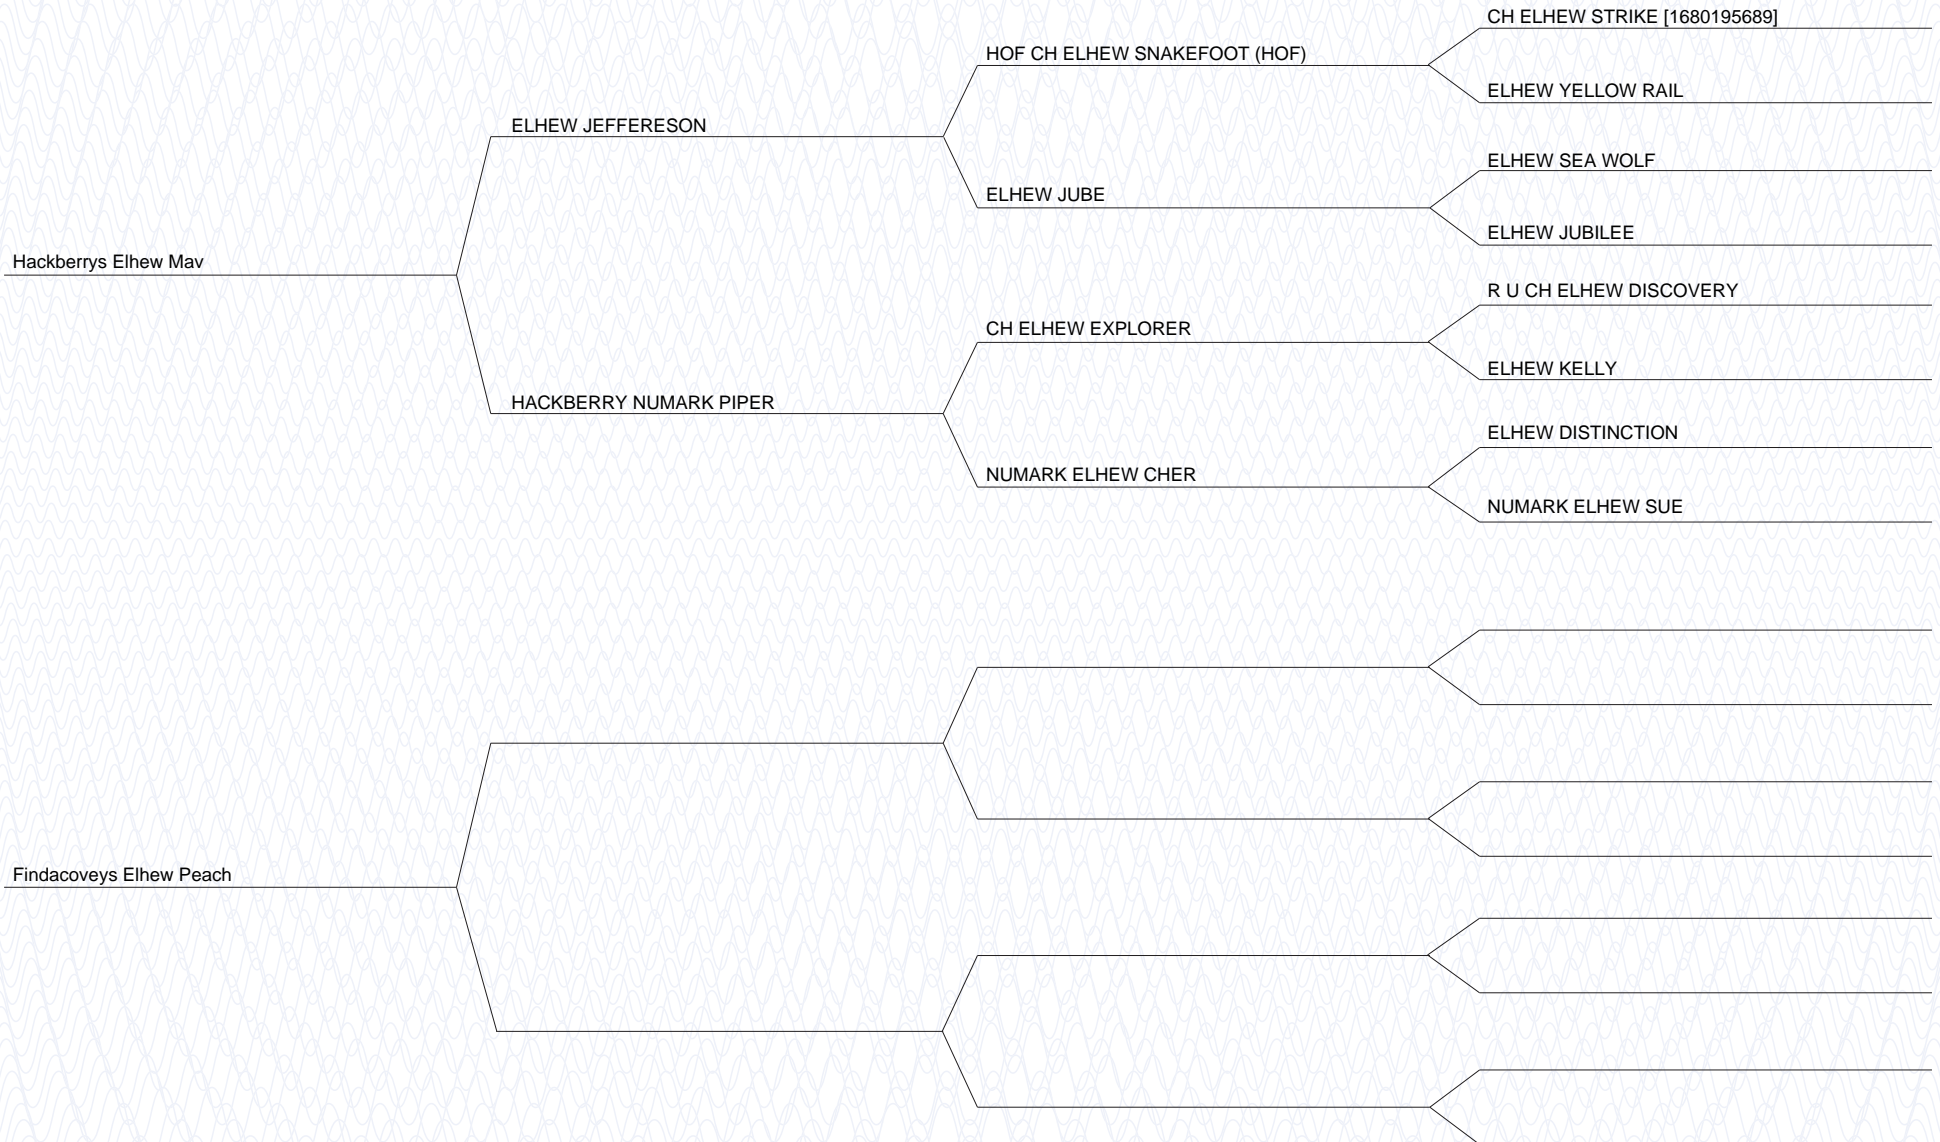 CH ELHEW STRIKE [1680195689]
HOF CH ELHEW SNAKEFOOT (HOF)
ELHEW YELLOW RAIL
ELHEW JEFFERESON
ELHEW SEA WOLF
ELHEW JUBE
ELHEW JUBILEE
Hackberrys Elhew Mav
R U CH ELHEW DISCOVERY
CH ELHEW EXPLORER
ELHEW KELLY
HACKBERRY NUMARK PIPER
ELHEW DISTINCTION
NUMARK ELHEW CHER
NUMARK ELHEW SUE
Findacoveys Elhew Peach